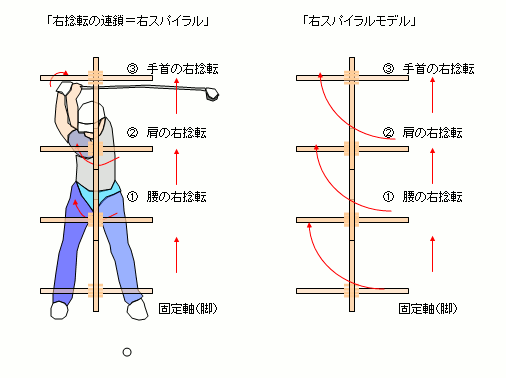 「右捻転の連鎖＝右スパイラル」
③ 手首の右捻転
② 肩の右捻転
① 腰の右捻転
固定軸（脚）
「右スパイラルモデル」
③ 手首の右捻転
② 肩の右捻転
① 腰の右捻転
固定軸（脚）